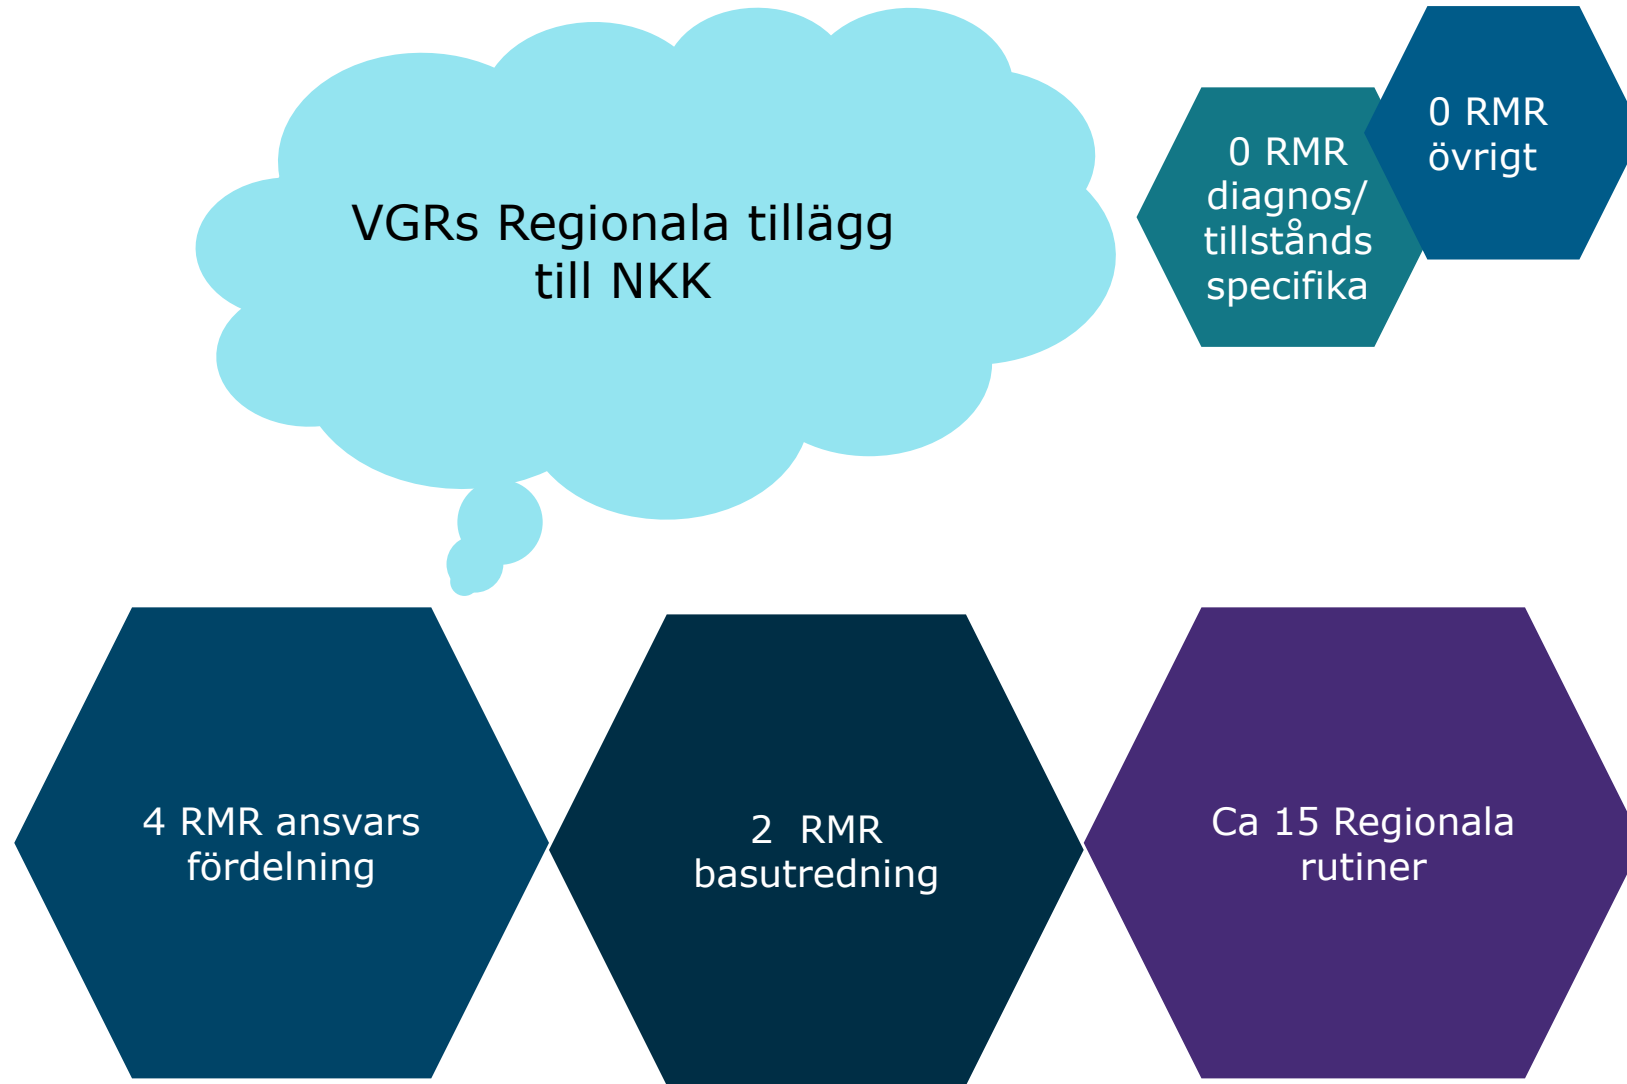 VGRs Regionala tillägg
till NKK
0 RMR
diagnos/
tillstånds
specifika
0 RMR
övrigt
4 RMR ansvars
fördelning
2  RMR
basutredning
Ca 15 Regionala
rutiner